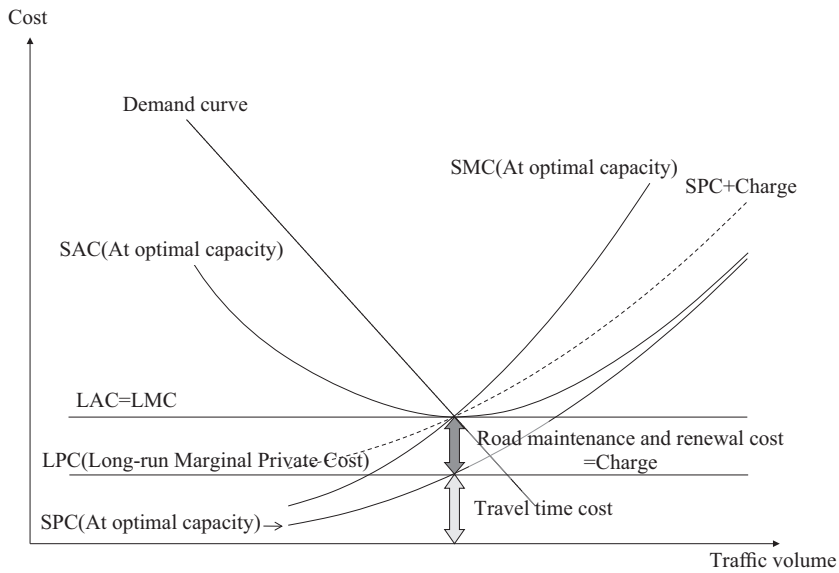 Cost
Demand curve
SMC(At optimal capacity)
SPC+Charge
SAC(At optimal capacity)
LAC=LMC
Road maintenance and renewal cost
=Charge
LPC(Long-run Marginal Private Cost)
Travel time cost
SPC(At optimal capacity)
Traffic volume